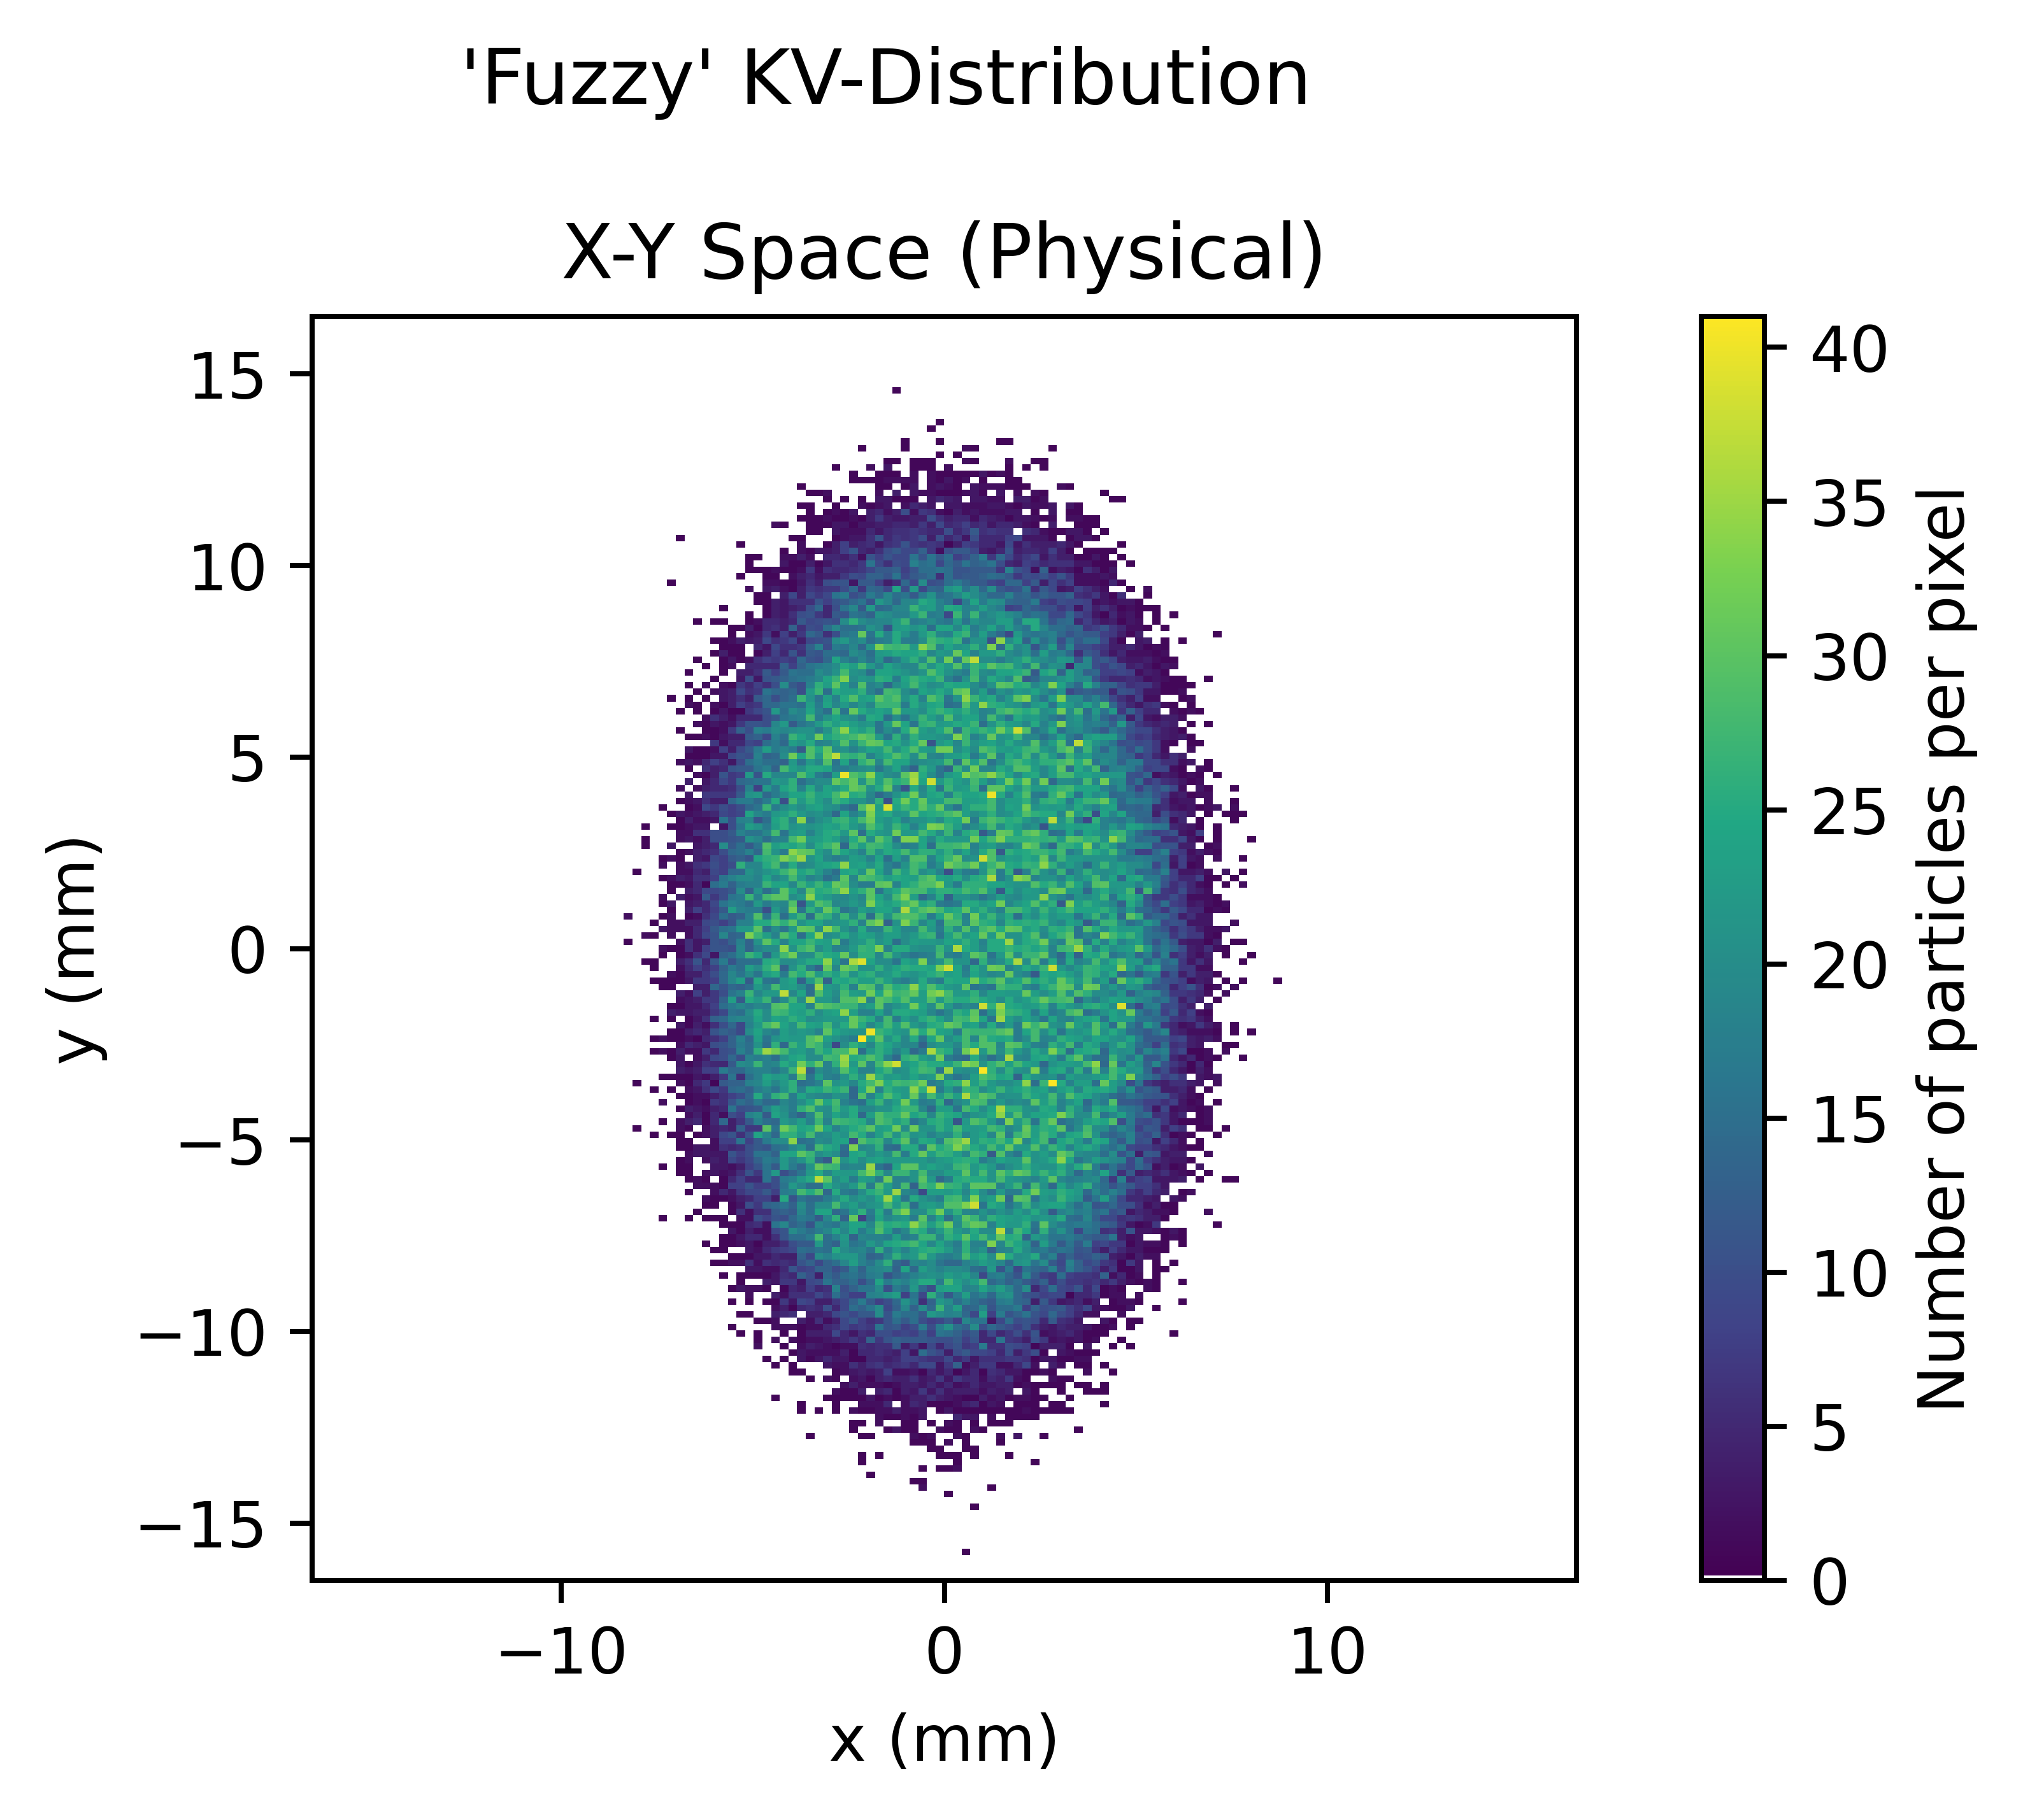 'Fuzzy' KV-Distribution
X-Y Space (Physical)
15
10
5
0
−5
−10
−15
y (mm)
−10 0 10
x (mm)
40
35
30
25
20
15
10
5
0
Number of particles per pixel